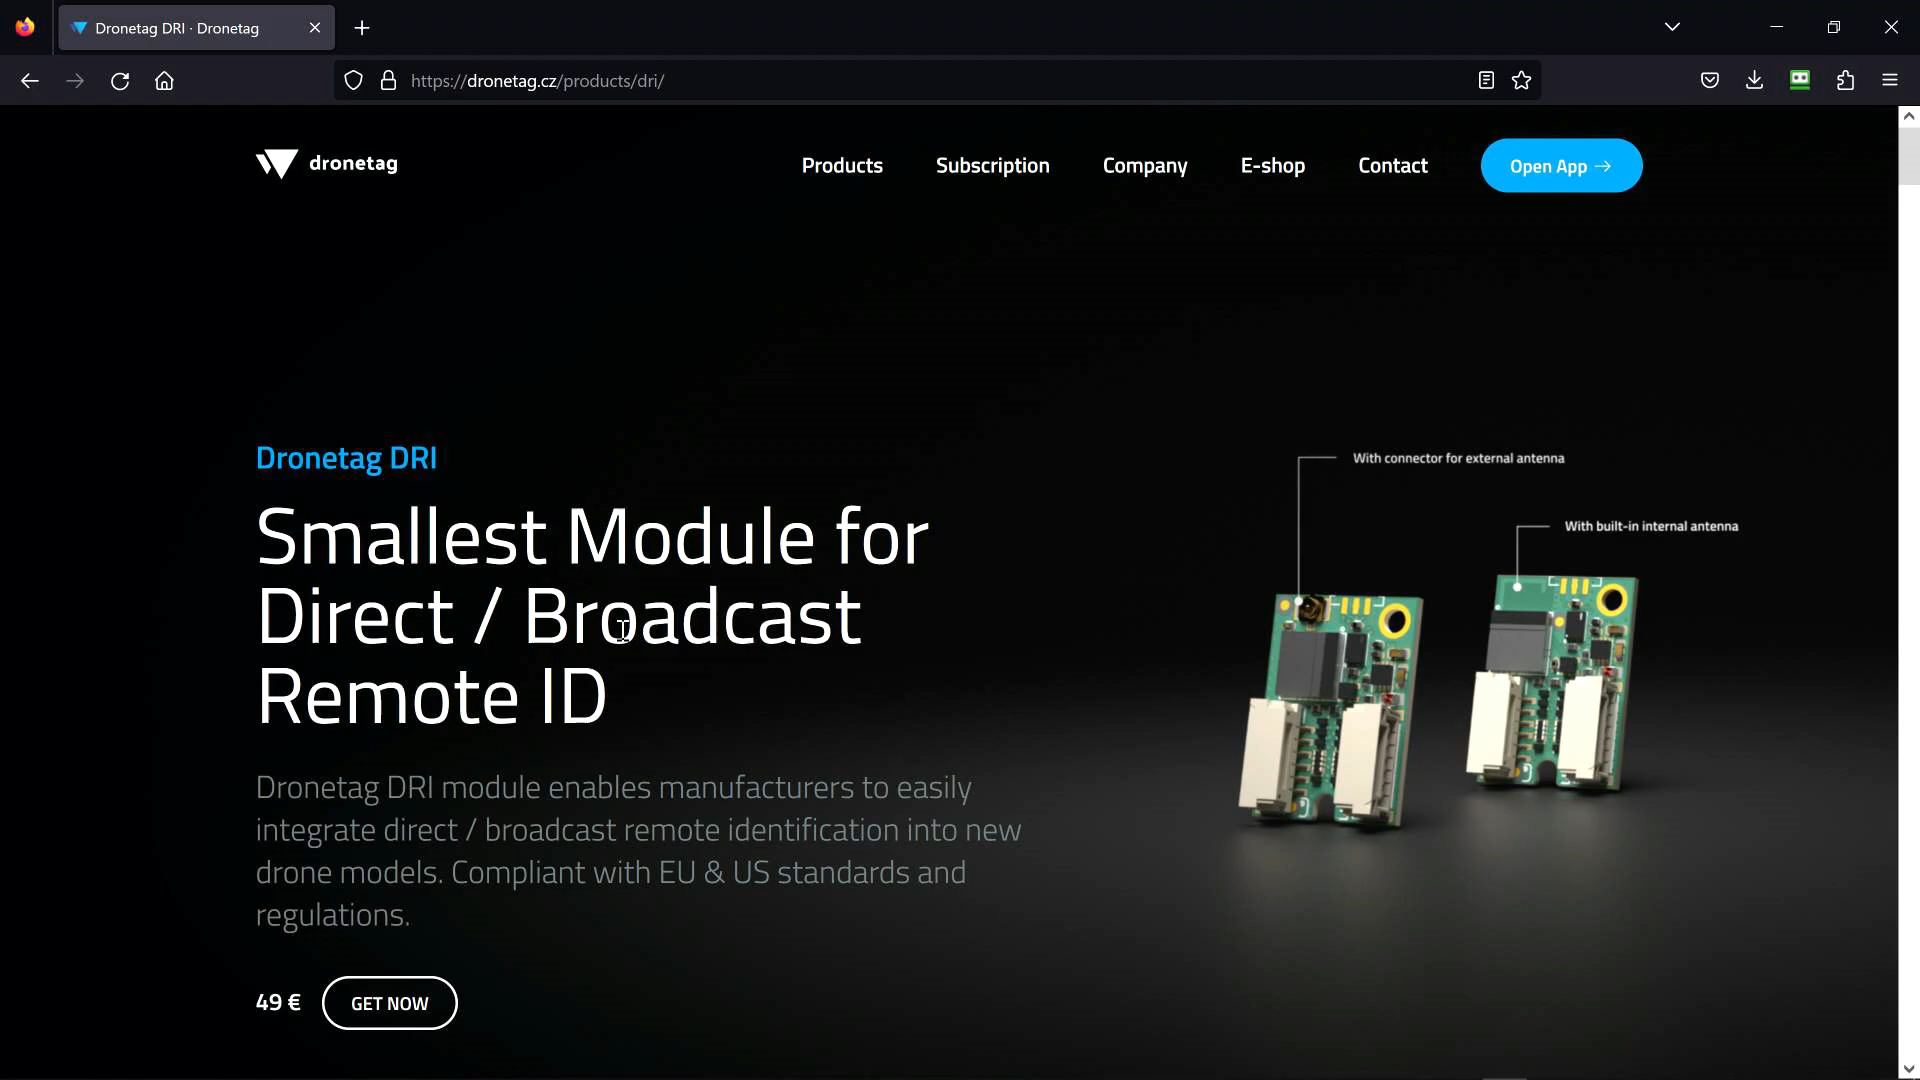 Dronetag DRI · Dronetag
https://dronetag.cz/products/dri/
dronetag
Products
Subscription
Company
E-shop
Contact
Open App →
Dronetag DRI
Smallest Module for
Direct / Broadcast
Remote ID
Dronetag DRI module enables manufacturers to easily
integrate direct / broadcast remote identification into new
drone models. Compliant with EU & US standards and
regulations.
49 €
GET NOW
With connector for external antenna
With built-in internal antenna